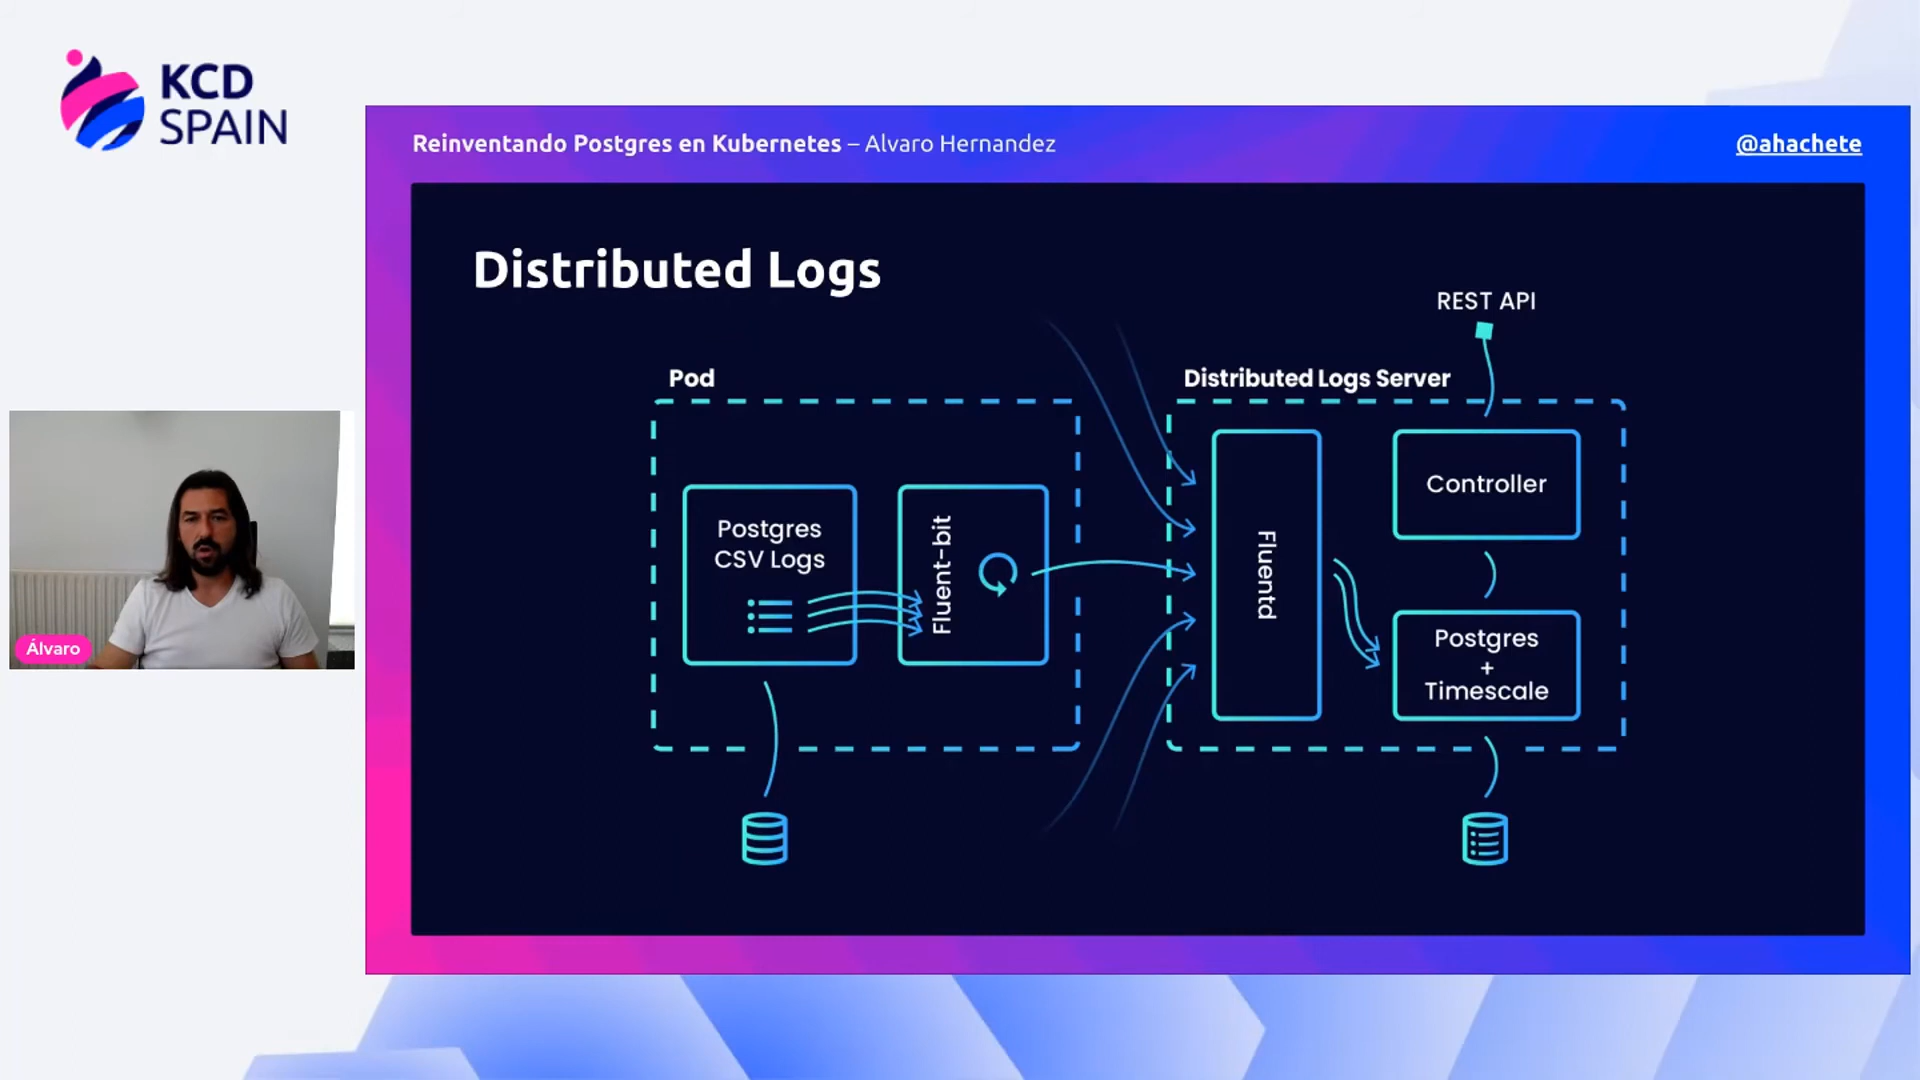 KCD
SPAIN
Reinventando Postgres en Kubernetes – Alvaro Hernandez
@ahachete
Distributed Logs
REST API
Pod
Distributed Logs Server
Postgres
CSV Logs
Fluent-bit
Fluentd
Controller
Postgres
+
Timescale
Álvaro